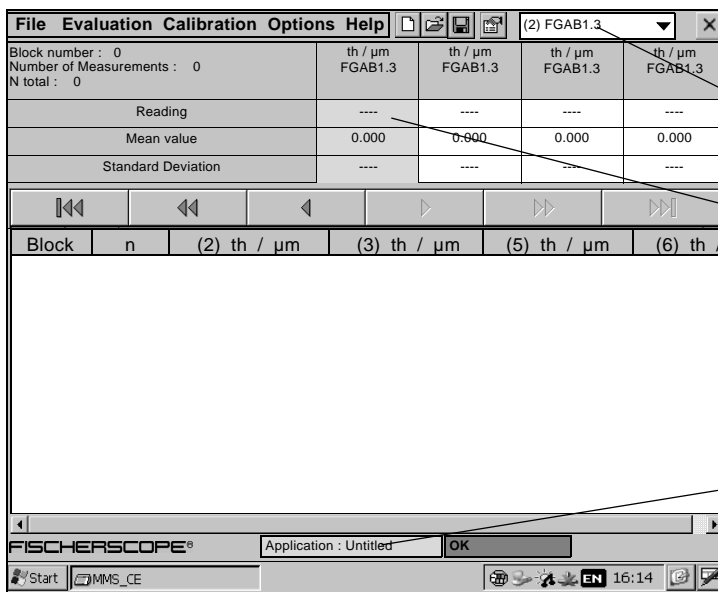 File Evaluation Calibration Options Help (2) FGAB1.3
Block number : 0
Number of Measurements : 0
N total : 0
th / µm th / µm th / µm th / µm
FGAB1.3 FGAB1.3 FGAB1.3 FGAB1.3
Reading ---- ---- ---- ----
Mean value 0.000 0.000 0.000 0.000
Standard Deviation ---- ---- ---- ----
Block n (2) th / µm (3) th / µm (5) th / µm (6) th /
FISCHERSCOPE® Application : Untitled OK
Start MMS_CE EN 16:14